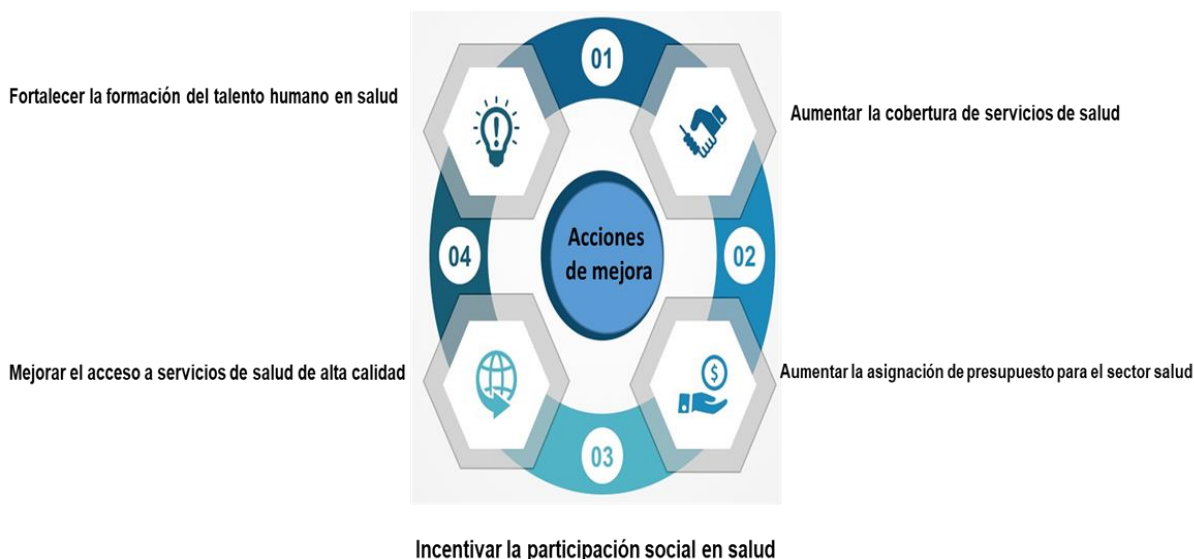 01
Fortalecer la formación del talento humano en salud
Aumentar la cobertura de servicios de salud
Acciones
de mejora
04
02
Mejorar el acceso a servicios de salud de alta calidad
$
Aumentar la asignación de presupuesto para el sector salud
03
Incentivar la participación social en salud